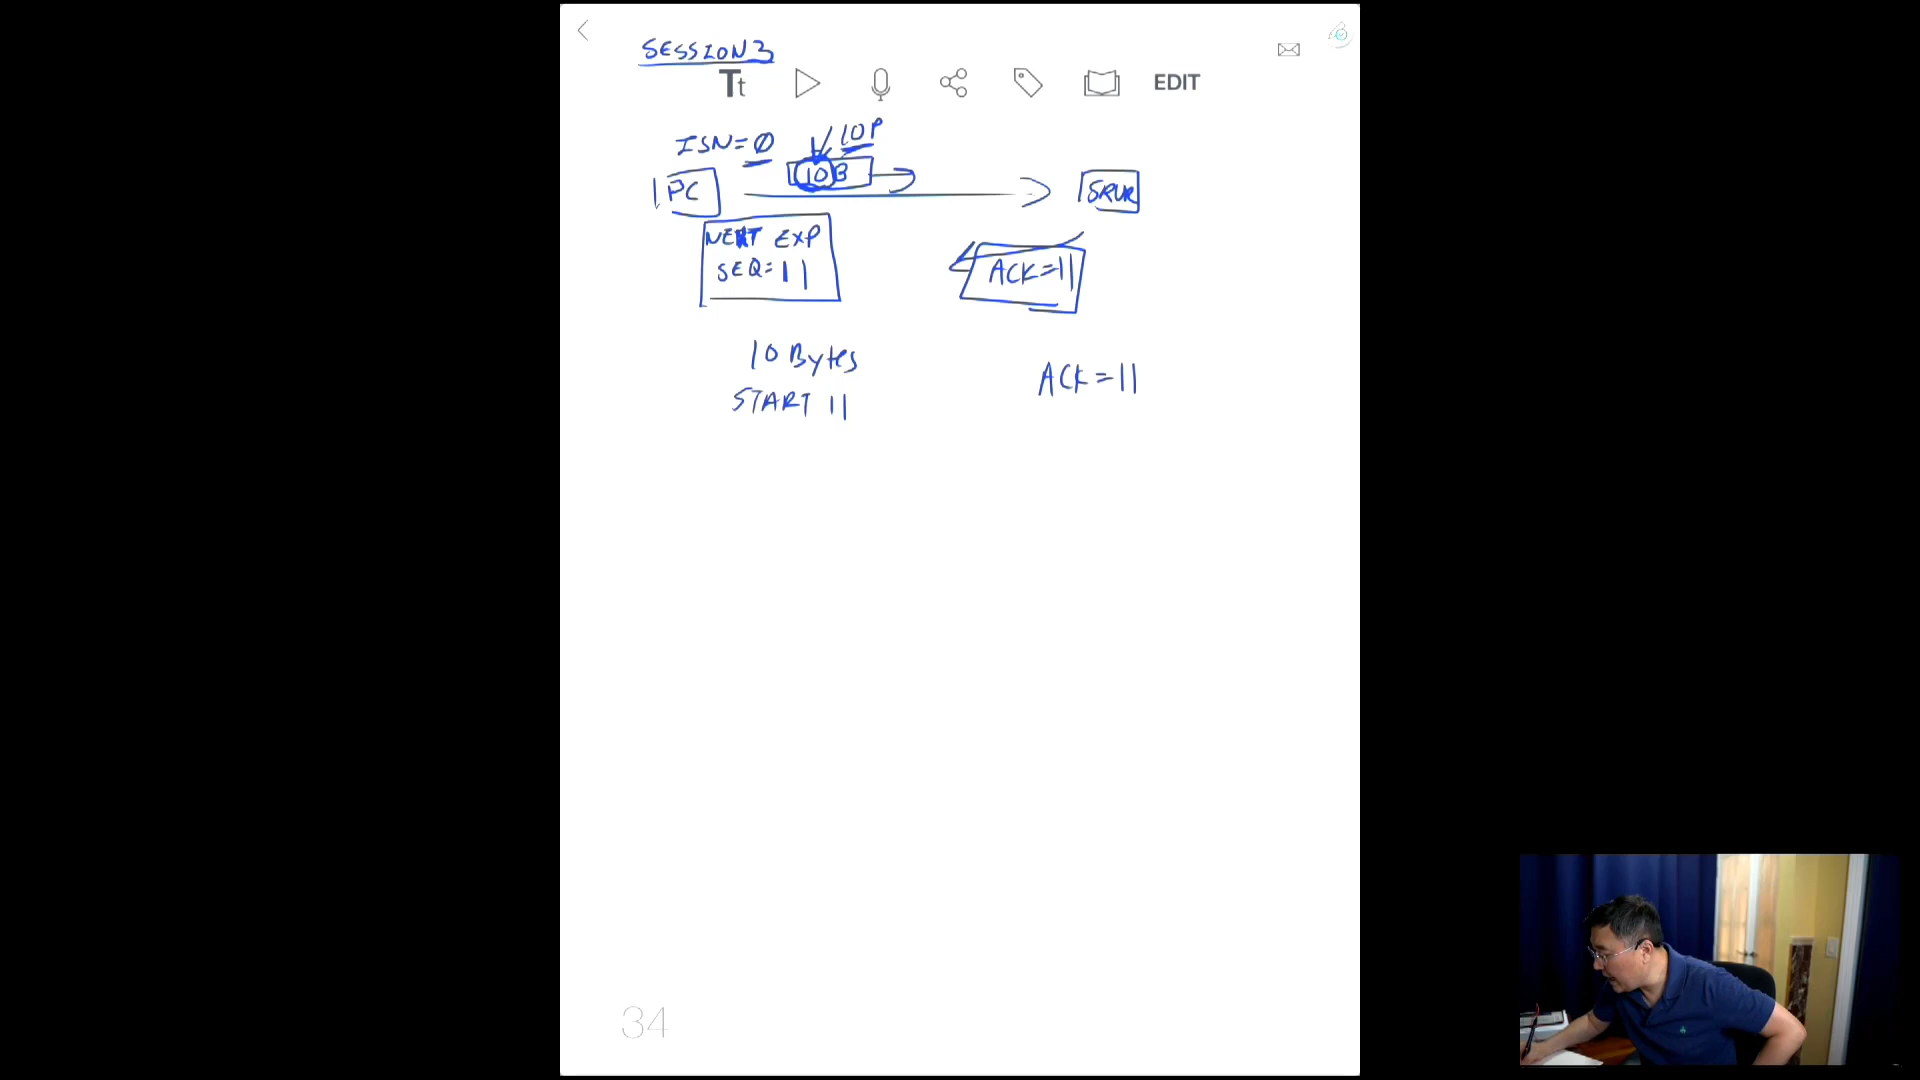 SESSION 3
Tt EDIT
ISN=0 10P
10B
PC SRVR
NEXT EXP
SEQ=11
ACK=11
10 Bytes
ACK=11
START 11
34